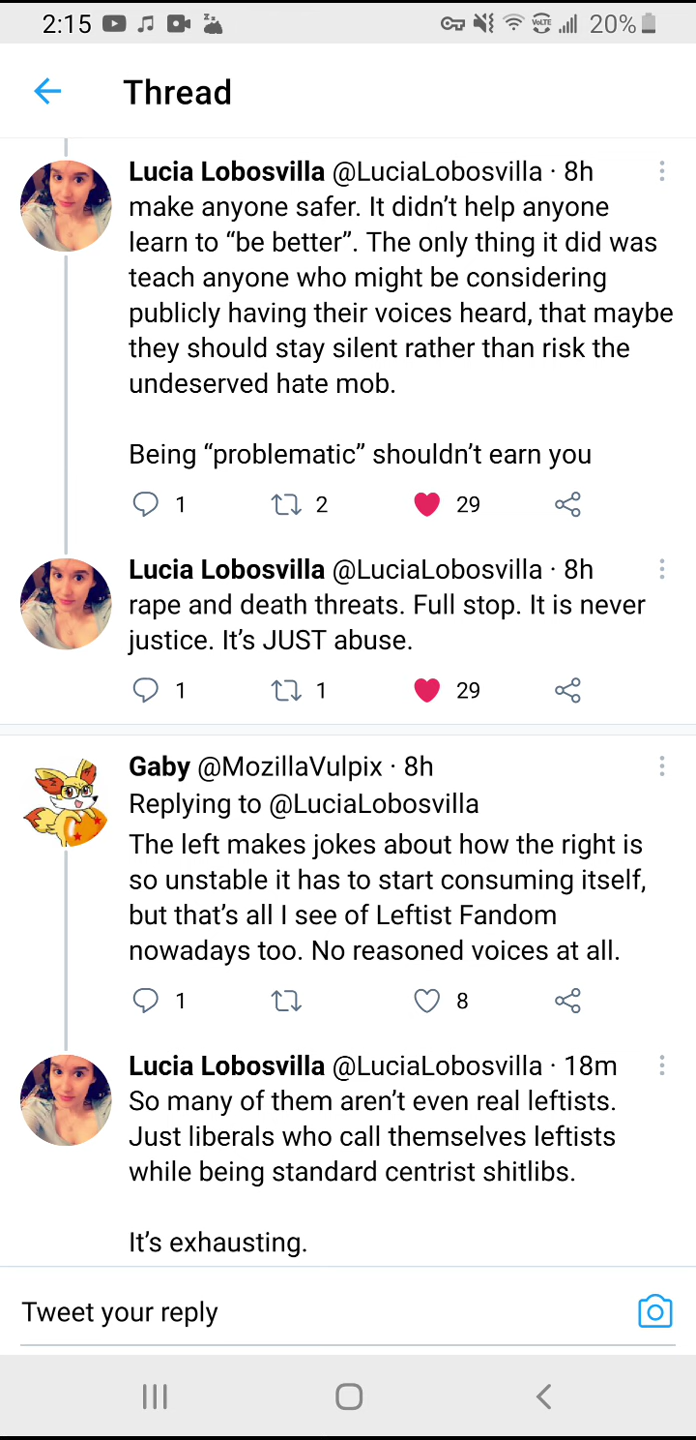 2:15
VoLTE
20%
Thread
Lucia Lobosvilla @LuciaLobosvilla · 8h
make anyone safer. It didn’t help anyone
learn to “be better”. The only thing it did was
teach anyone who might be considering
publicly having their voices heard, that maybe
they should stay silent rather than risk the
undeserved hate mob.
Being “problematic” shouldn’t earn you
1 2 29
Lucia Lobosvilla @LuciaLobosvilla · 8h
rape and death threats. Full stop. It is never
justice. It’s JUST abuse.
1 1 29
Gaby @MozillaVulpix · 8h
Replying to @LuciaLobosvilla
The left makes jokes about how the right is
so unstable it has to start consuming itself,
but that’s all I see of Leftist Fandom
nowadays too. No reasoned voices at all.
1 8
Lucia Lobosvilla @LuciaLobosvilla · 18m
So many of them aren’t even real leftists.
Just liberals who call themselves leftists
while being standard centrist shitlibs.
It’s exhausting.
Tweet your reply